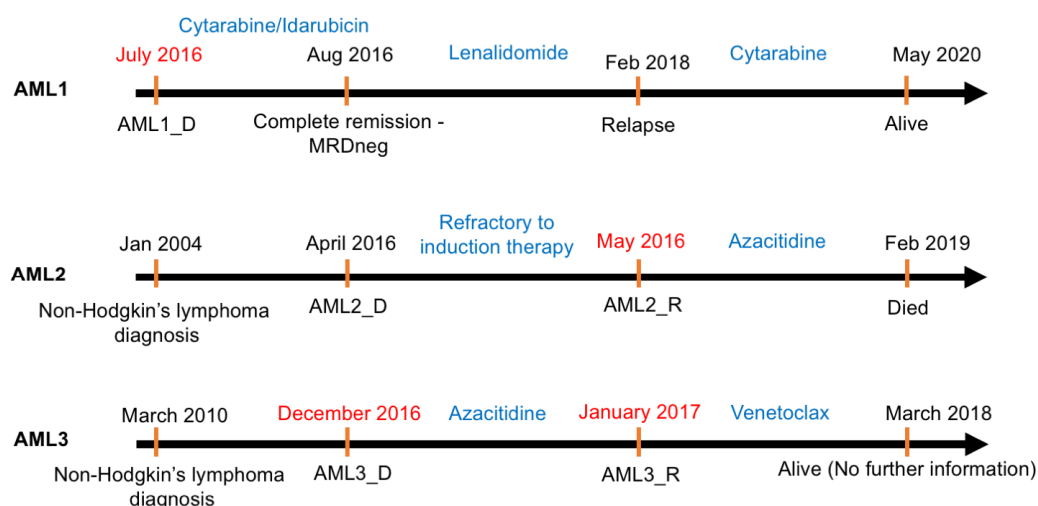 Cytarabine/Idarubicin
July 2016
Aug 2016
Lenalidomide
Feb 2018
Cytarabine
May 2020
AML1
AML1_D
Complete remission -
MRDneg
Relapse
Alive
Jan 2004
April 2016
Refractory to
induction therapy
May 2016
Azacitidine
Feb 2019
AML2
Non-Hodgkin's lymphoma
diagnosis
AML2_D
AML2_R
Died
March 2010
December 2016
Azacitidine
January 2017
Venetoclax
March 2018
AML3
Non-Hodgkin's lymphoma
diagnosis
AML3_D
AML3_R
Alive (No further information)